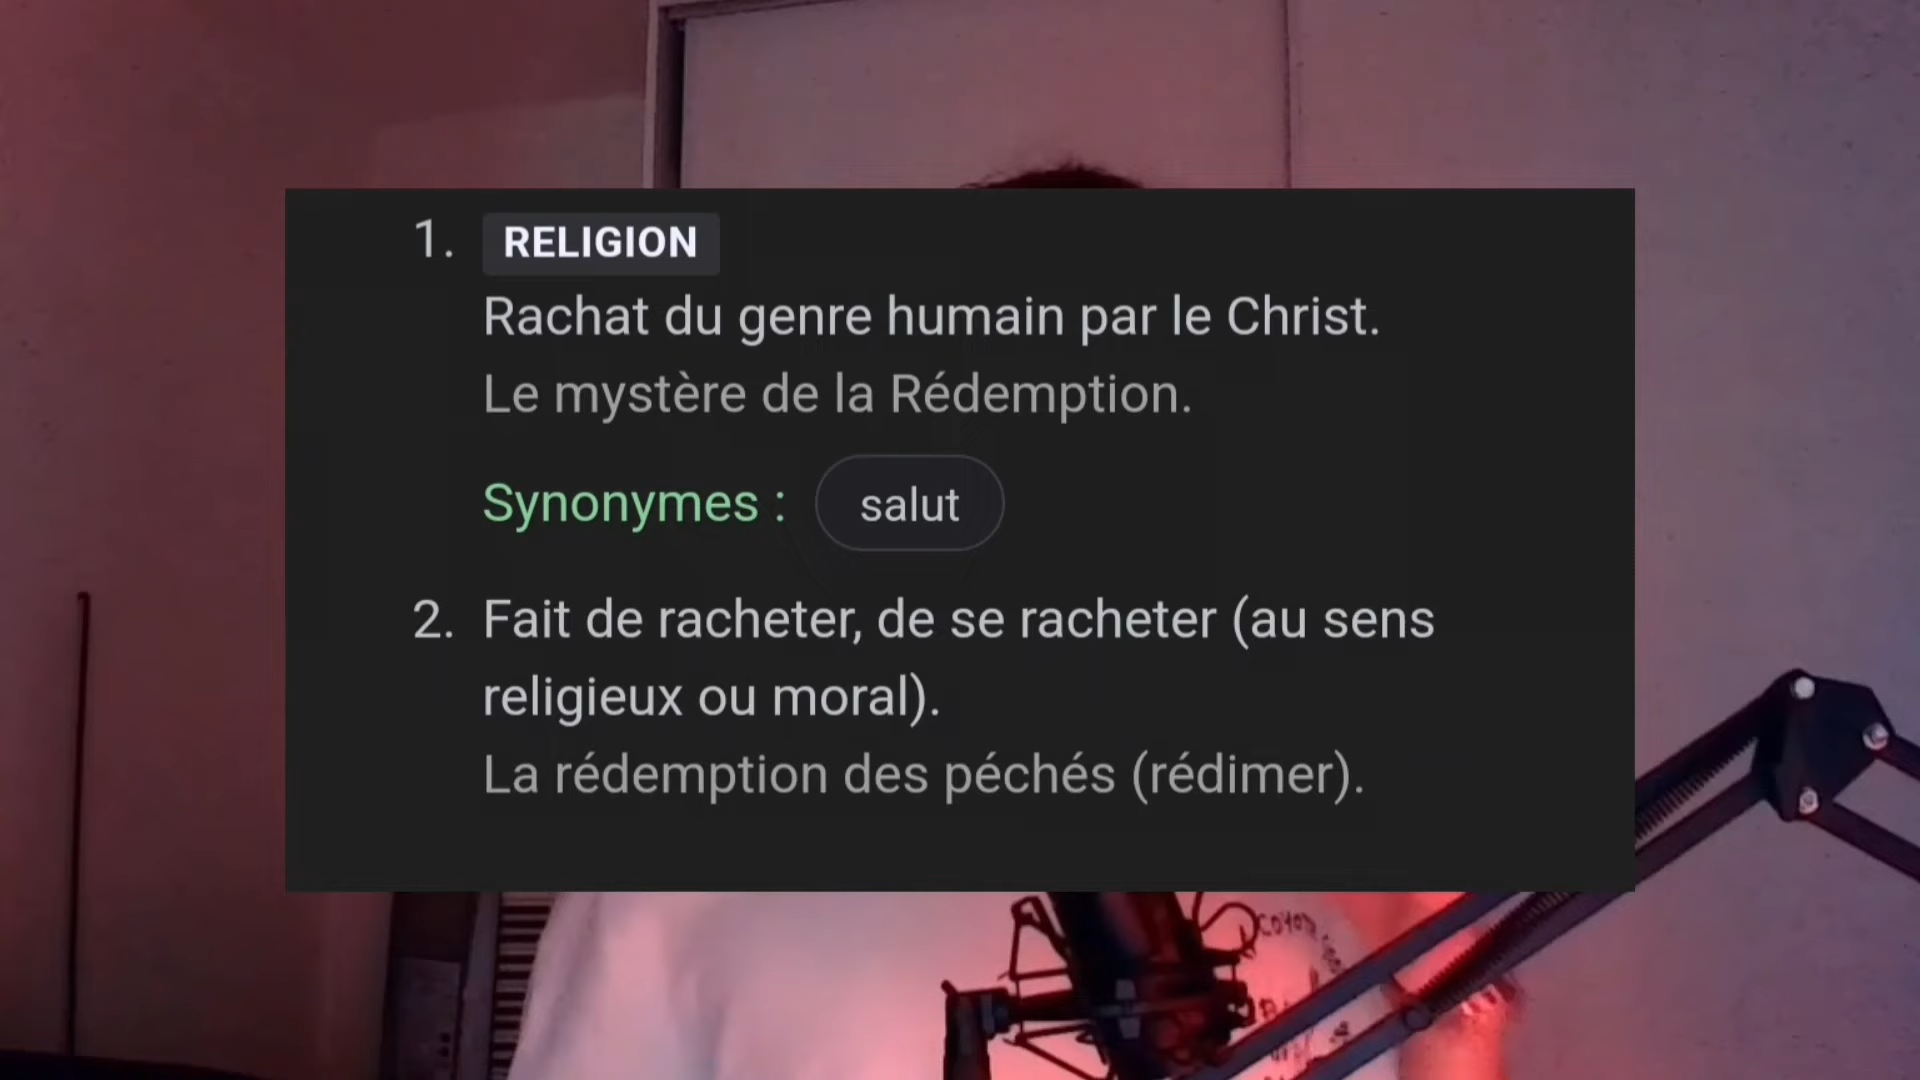 1. RELIGION
Rachat du genre humain par le Christ.
Le mystère de la Rédemption.
Synonymes : salut
2. Fait de racheter, de se racheter (au sens
religieux ou moral).
La rédemption des péchés (rédimer).